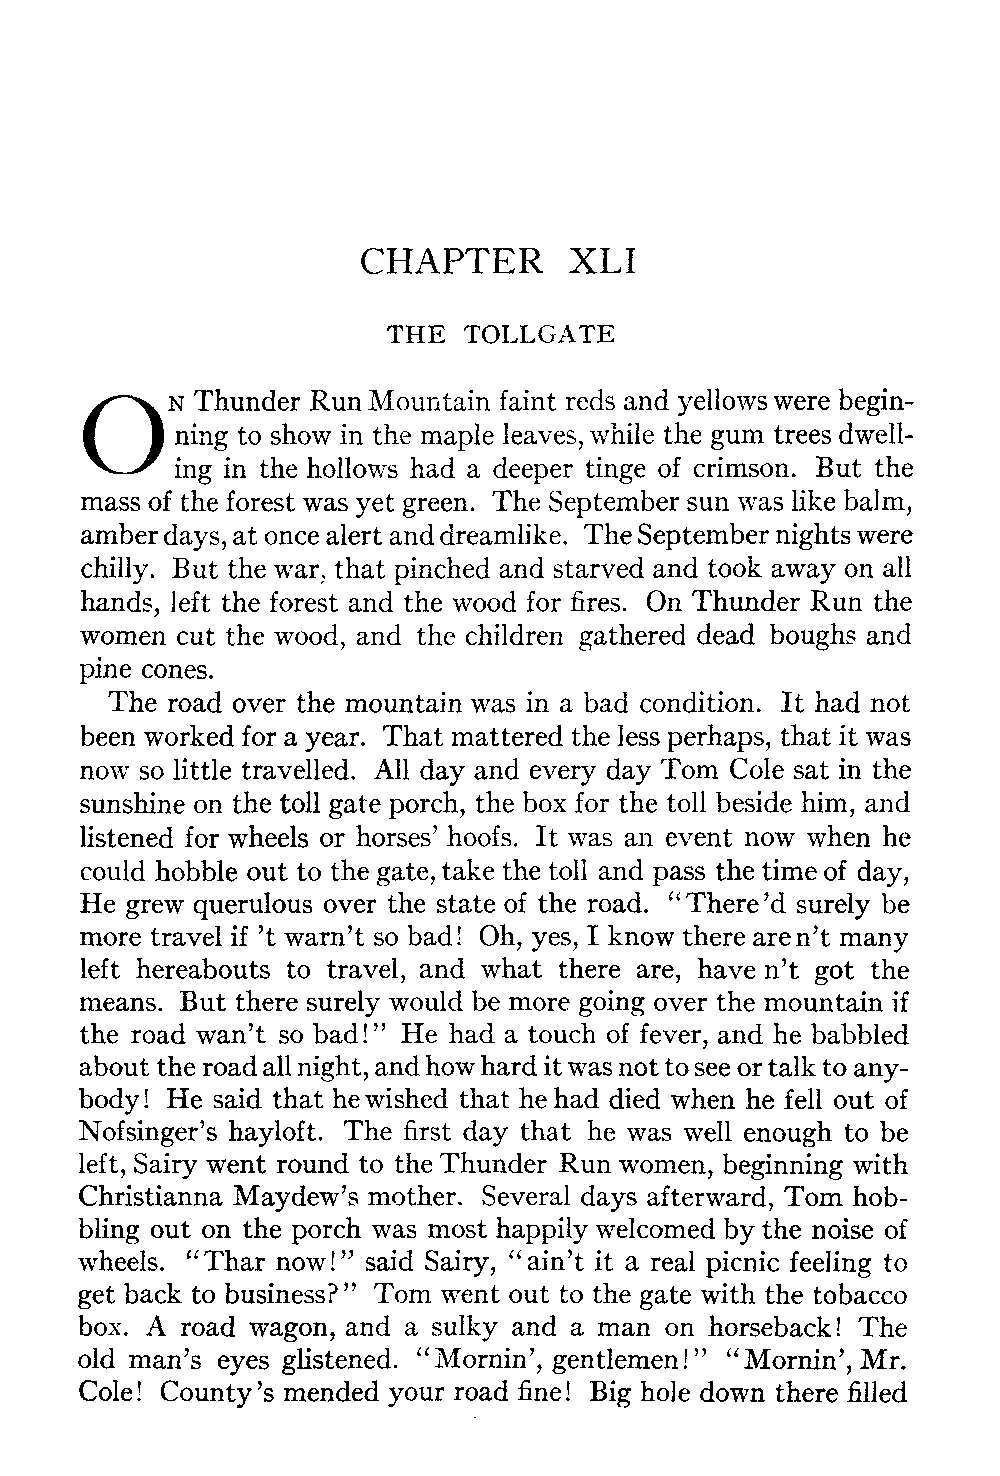 CHAPTER XLI
THE TOLLGATE
ON Thunder Run Mountain faint reds and yellows were begin-
ning to show in the maple leaves, while the gum trees dwell-
ing in the hollows had a deeper tinge of crimson. But the
mass of the forest was yet green. The September sun was like balm,
amber days, at once alert and dreamlike. The September nights were
chilly. But the war, that pinched and starved and took away on all
hands, left the forest and the wood for fires. On Thunder Run the
women cut the wood, and the children gathered dead boughs and
pine cones.
The road over the mountain was in a bad condition. It had not
been worked for a year. That mattered the less perhaps, that it was
now so little travelled. All day and every day Tom Cole sat in the
sunshine on the toll gate porch, the box for the toll beside him, and
listened for wheels or horses' hoofs. It was an event now when he
could hobble out to the gate, take the toll and pass the time of day,
He grew querulous over the state of the road. "There'd surely be
more travel if 't warn't so bad! Oh, yes, I know there are n't many
left hereabouts to travel, and what there are, have n't got the
means. But there surely would be more going over the mountain if
the road wan't so bad!" He had a touch of fever, and he babbled
about the road all night, and how hard it was not to see or talk to any-
body! He said that he wished that he had died when he fell out of
Nofsinger's hayloft. The first day that he was well enough to be
left, Sairy went round to the Thunder Run women, beginning with
Christianna Maydew's mother. Several days afterward, Tom hob-
bling out on the porch was most happily welcomed by the noise of
wheels. "Thar now!" said Sairy, "ain't it a real picnic feeling to
get back to business?" Tom went out to the gate with the tobacco
box. A road wagon, and a sulky and a man on horseback! The
old man's eyes glistened. "Mornin', gentlemen!" "Mornin', Mr.
Cole! County's mended your road fine! Big hole down there filled